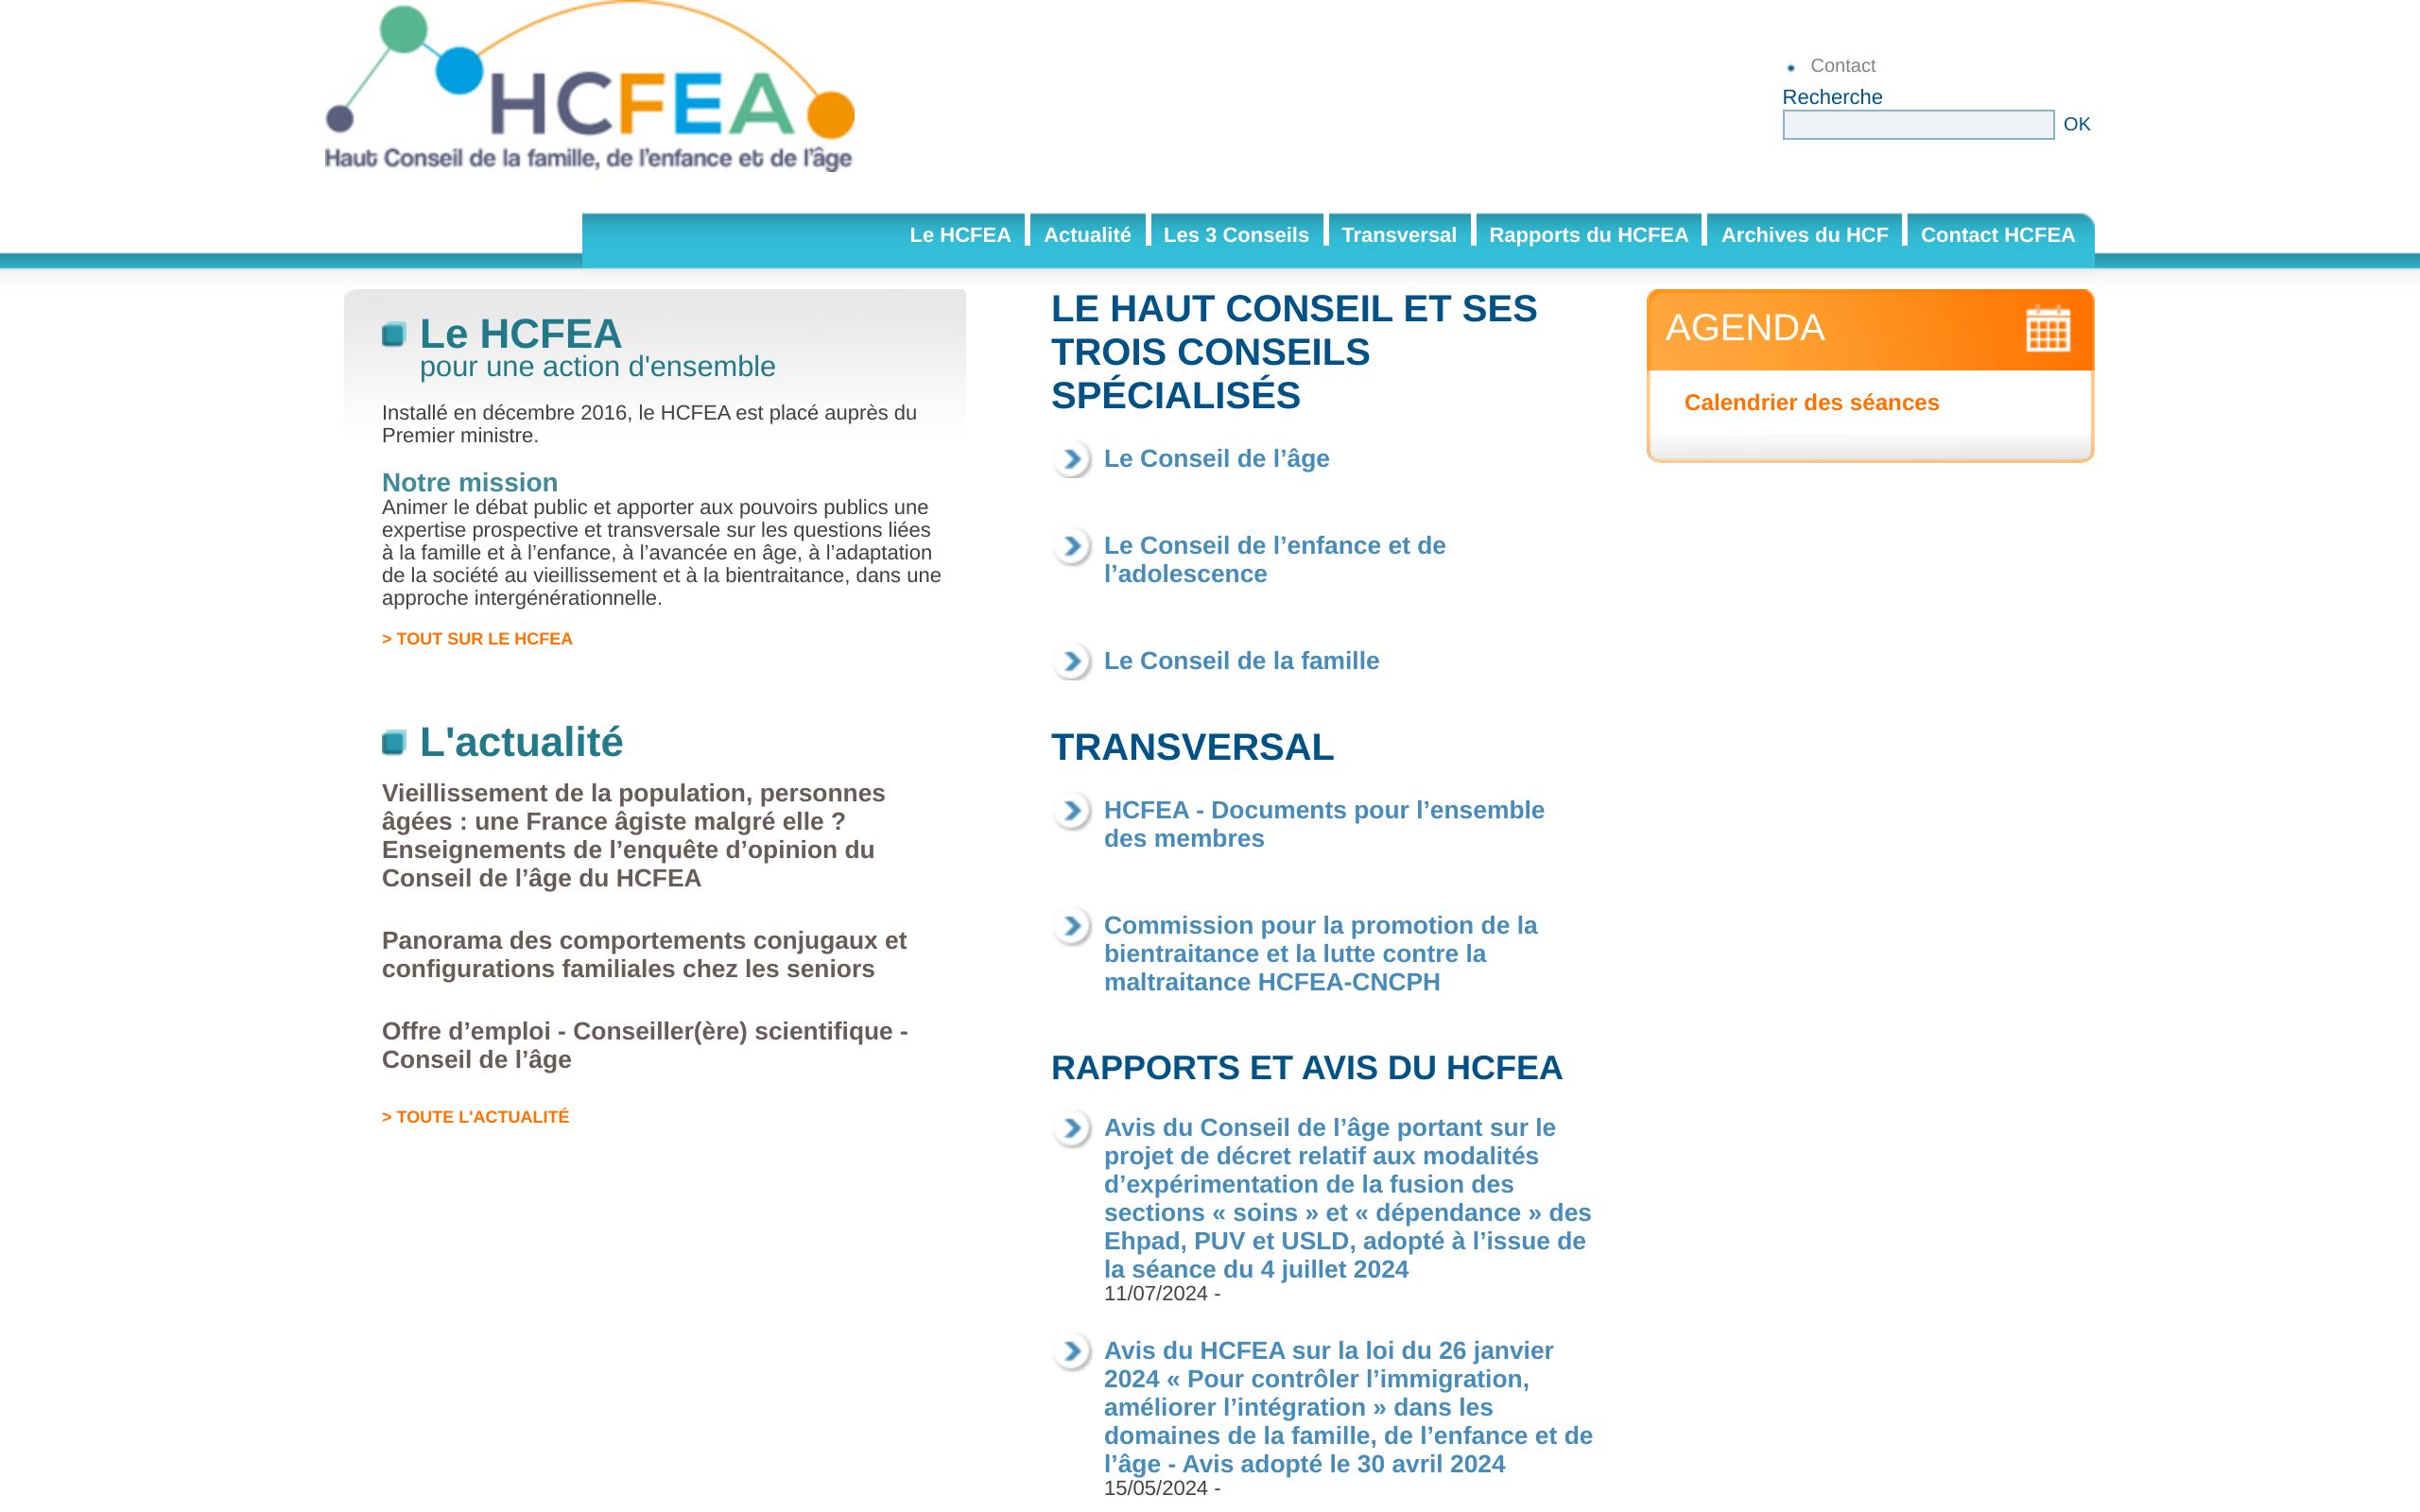 HCFEA
Haut Conseil de la famille, de l’enfance et de l’âge
Contact
Recherche
OK
Le HCFEA
Actualité
Les 3 Conseils
Transversal
Rapports du HCFEA
Archives du HCF
Contact HCFEA
Le HCFEA
pour une action d'ensemble
Installé en décembre 2016, le HCFEA est placé auprès du
Premier ministre.
Notre mission
Animer le débat public et apporter aux pouvoirs publics une
expertise prospective et transversale sur les questions liées
à la famille et à l’enfance, à l’avancée en âge, à l’adaptation
de la société au vieillissement et à la bientraitance, dans une
approche intergénérationnelle.
> TOUT SUR LE HCFEA
L'actualité
Vieillissement de la population, personnes
âgées : une France âgiste malgré elle ?
Enseignements de l’enquête d’opinion du
Conseil de l’âge du HCFEA
Panorama des comportements conjugaux et
configurations familiales chez les seniors
Offre d’emploi - Conseiller(ère) scientifique -
Conseil de l’âge
> TOUTE L'ACTUALITÉ
LE HAUT CONSEIL ET SES
TROIS CONSEILS
SPÉCIALISÉS
Le Conseil de l’âge
Le Conseil de l’enfance et de
l’adolescence
Le Conseil de la famille
TRANSVERSAL
HCFEA - Documents pour l’ensemble
des membres
Commission pour la promotion de la
bientraitance et la lutte contre la
maltraitance HCFEA-CNCPH
RAPPORTS ET AVIS DU HCFEA
Avis du Conseil de l’âge portant sur le
projet de décret relatif aux modalités
d’expérimentation de la fusion des
sections « soins » et « dépendance » des
Ehpad, PUV et USLD, adopté à l’issue de
la séance du 4 juillet 2024
11/07/2024 -
Avis du HCFEA sur la loi du 26 janvier
2024 « Pour contrôler l’immigration,
améliorer l’intégration » dans les
domaines de la famille, de l’enfance et de
l’âge - Avis adopté le 30 avril 2024
15/05/2024 -
AGENDA
Calendrier des séances